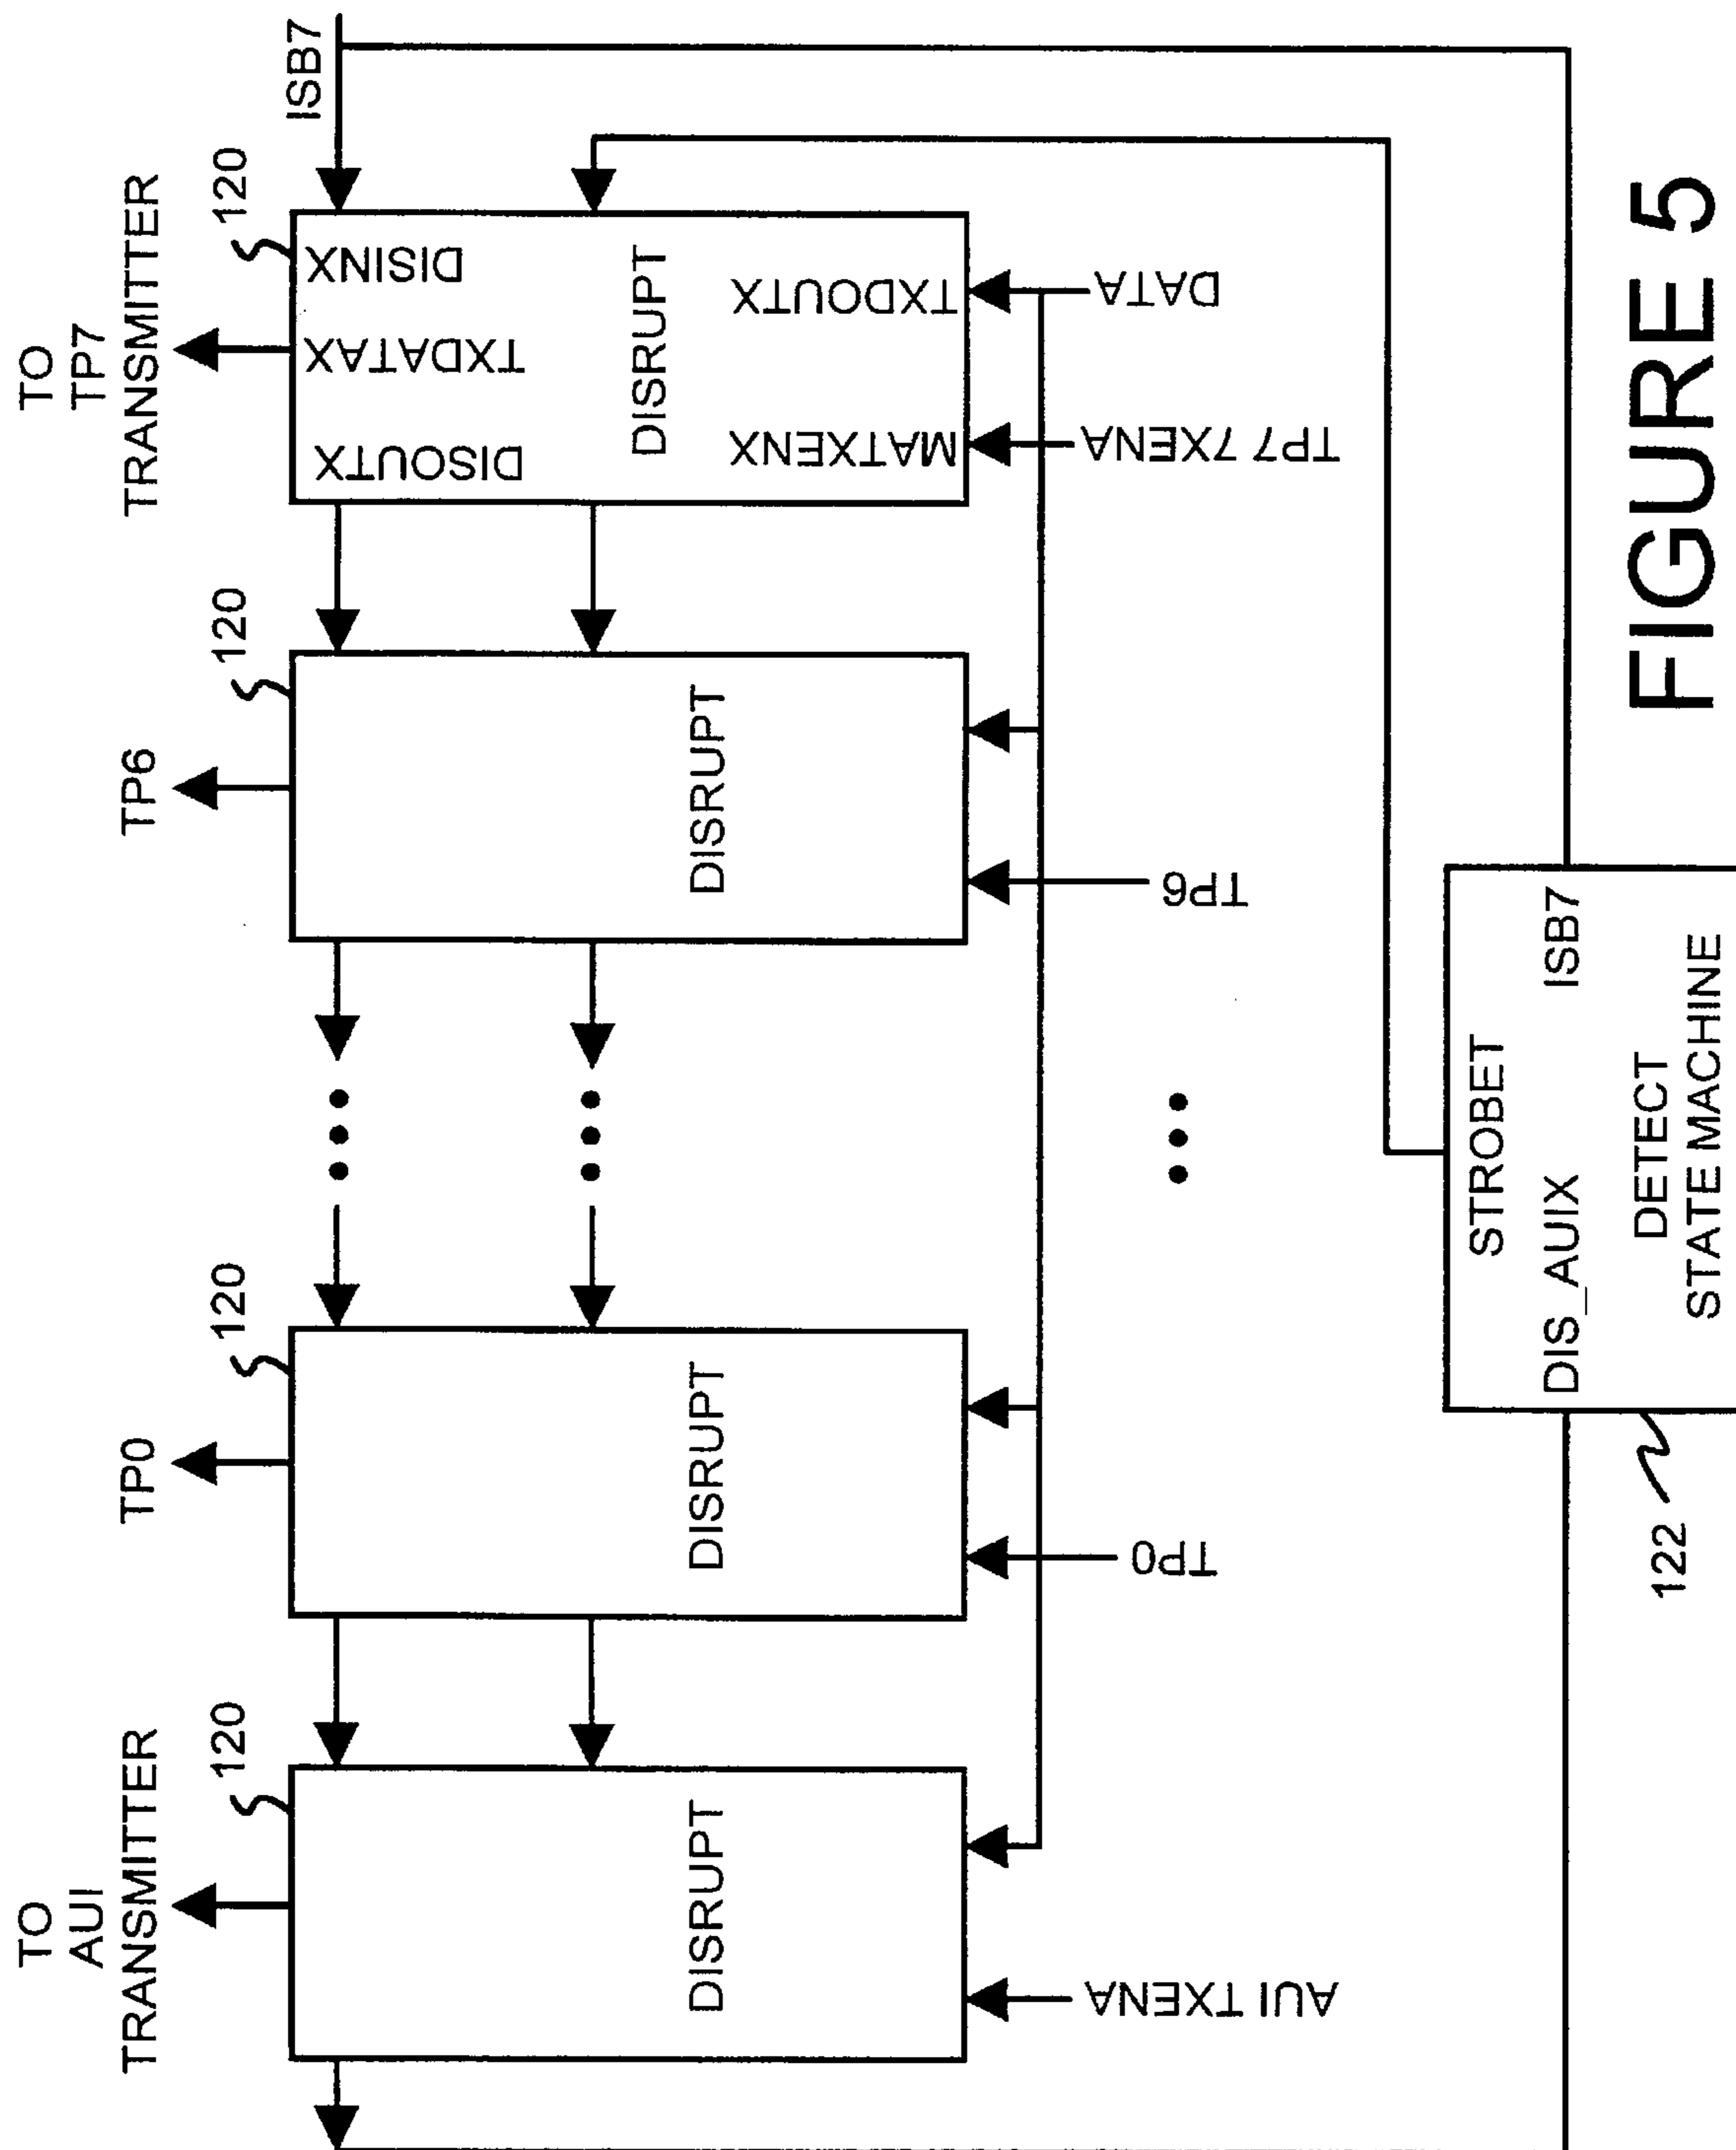 TO
AUI
TRANSMITTER
TP0
TP6
TO
TP7
TRANSMITTER
120
120
120
120
ISB7
DISOUTX
TXDATAX
DISINX
DISRUPT
DISRUPT
DISRUPT
DISRUPT
MATXENX
TXDOUTX
AUI TXENA
TP0
TP6
TP7 7XENA
DATA
STROBET
DIS_AUIX
ISB7
DETECT
STATE MACHINE
122
FIGURE 5